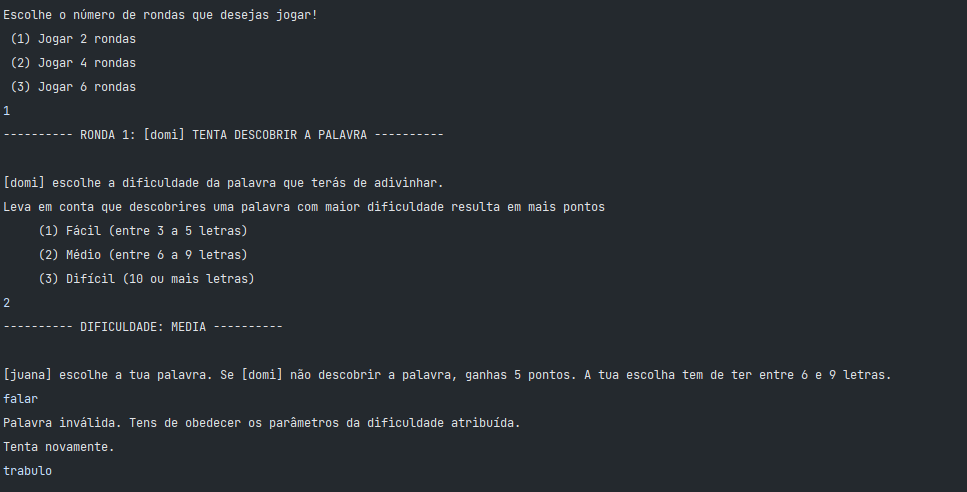 Escolhe o número de rondas que desejas jogar!
(1) Jogar 2 rondas
(2) Jogar 4 rondas
(3) Jogar 6 rondas
1
---------- RONDA 1: [domi] TENTA DESCOBRIR A PALAVRA ----------
[domi] escolhe a dificuldade da palavra que terás de adivinhar.
Leva em conta que descobrires uma palavra com maior dificuldade resulta em mais pontos
(1) Fácil (entre 3 a 5 letras)
(2) Médio (entre 6 a 9 letras)
(3) Difícil (10 ou mais letras)
2
---------- DIFICULDADE: MEDIA ----------
[juana] escolhe a tua palavra. Se [domi] não descobrir a palavra, ganhas 5 pontos. A tua escolha tem de ter entre 6 e 9 letras.
falar
Palavra inválida. Tens de obedecer os parâmetros da dificuldade atribuída.
Tenta novamente.
trabulo